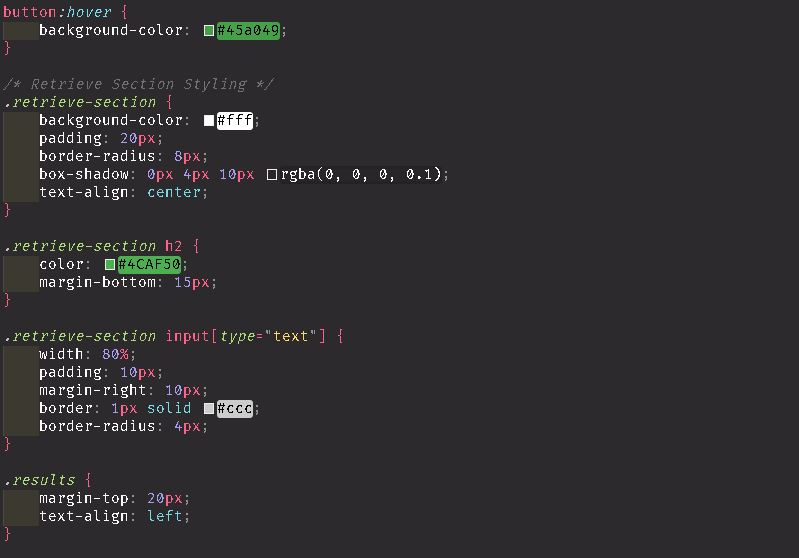 button:hover {
    background-color: #45a049;
}

/* Retrieve Section Styling */
.retrieve-section {
    background-color: #fff;
    padding: 20px;
    border-radius: 8px;
    box-shadow: 0px 4px 10px rgba(0, 0, 0, 0.1);
    text-align: center;
}

.retrieve-section h2 {
    color: #4CAF50;
    margin-bottom: 15px;
}

.retrieve-section input[type="text"] {
    width: 80%;
    padding: 10px;
    margin-right: 10px;
    border: 1px solid #ccc;
    border-radius: 4px;
}

.results {
    margin-top: 20px;
    text-align: left;
}